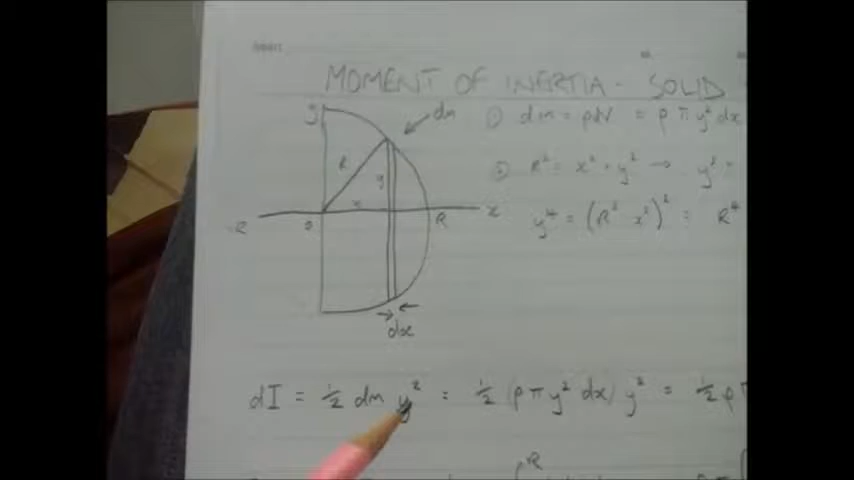 MOMENT OF INERTIA - SOLID
y
dm
① dm = ρdV = ρ π y² dx
R
y
② R² = x² + y² → y² =
x
-R
0
R
x
y⁴ = (R² x²)² = R⁴
dx
dI = ½ dm y² = ½ (ρ π y² dx) y² = ½ ρ